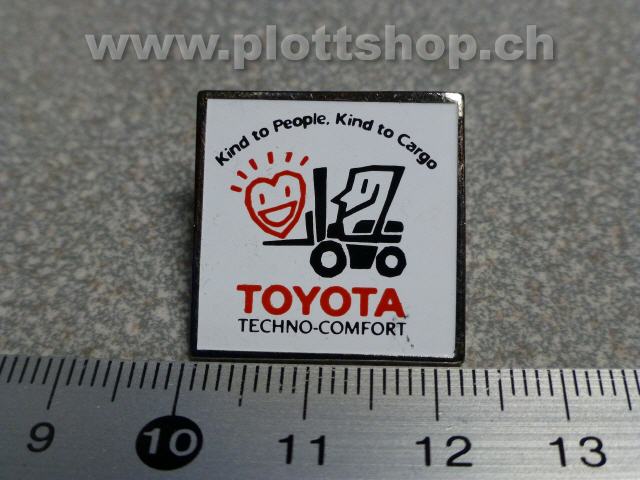 www.plottshop.ch
Kind to People, Kind to Cargo
TOYOTA
TECHNO-COMFORT
9 10 11 12 13